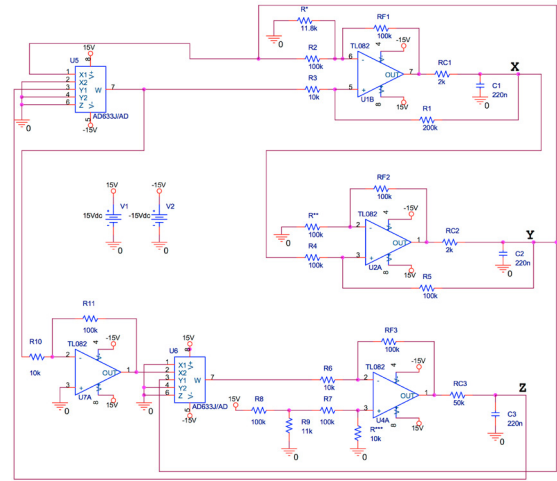 R*
11.8k
RF1
100k
15V
8
U5
1
X1
2
X2
3
Y1
4
Y2
6
Z
V+
V-
W
7
5
AD633J/AD
-15V
0
R2
100k
R3
10k
TL082
4
-15V
6
5
OUT
7
U1B
8
15V
RC1
2k
X
C1
220n
0
R1
200k
RF2
100k
R**
100k
R4
100k
TL082
4
-15V
2
3
OUT
1
U2A
8
15V
RC2
2k
Y
C2
220n
0
R5
100k
15V
-15V
15Vdc
V1
-15Vdc
V2
0
0
R11
100k
R10
10k
TL082
4
-15V
2
3
OUT
1
U7A
8
15V
0
15V
8
U6
1
X1
2
X2
3
Y1
4
Y2
6
Z
W
7
5
AD633J/AD
-15V
0
RF3
100k
R6
10k
15V
R8
100k
R9
11k
0
R7
100k
R***
10k
0
TL082
4
-15V
2
3
OUT
1
U4A
8
15V
RC3
50k
Z
C3
220n
0